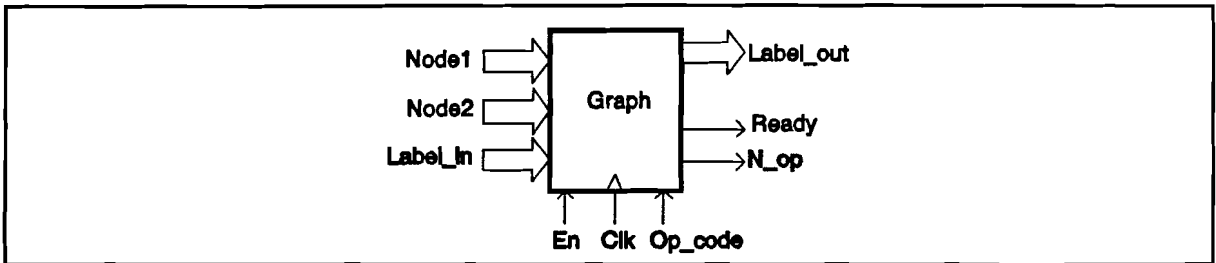 Node1
Label_out
Graph
Node2
Ready
Label_in
N_op
En Clk Op_code